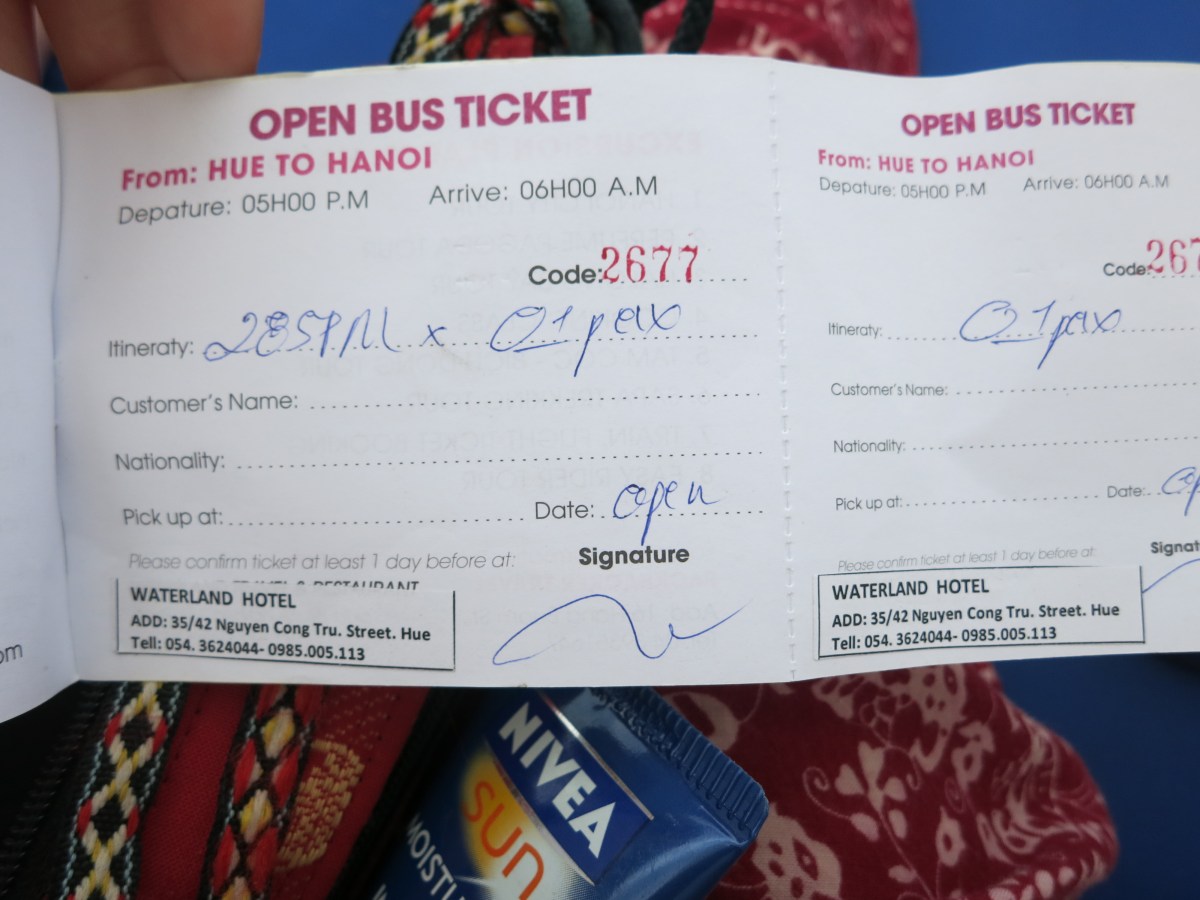 OPEN BUS TICKET
From: HUE TO HANOI
Depature: 05H00 P.M Arrive: 06H00 A.M
Code: 2677
Itineraty: x 01 pax
Customer's Name:
Nationality:
Pick up at: Date: open
Please confirm ticket at least 1 day before at: Signature
WATERLAND HOTEL
ADD: 35/42 Nguyen Cong Tru. Street. Hue
Tell: 054. 3624044- 0985.005.113
OPEN BUS TICKET
From: HUE TO HANOI
Depature: 05H00 P.M Arrive: 06H00 A.M
Code: 267
Itineraty: 01 pax
Customer's Name:
Nationality:
Pick up at: Date: op
Please confirm ticket at least 1 day before at: Signat
WATERLAND HOTEL
ADD: 35/42 Nguyen Cong Tru. Street. Hue
Tell: 054. 3624044- 0985.005.113
om
NIVEA
SUN